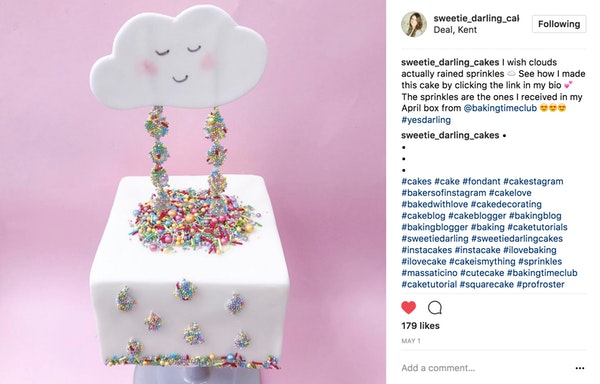 sweetie_darling_cak
Following
Deal, Kent
sweetie_darling_cakes I wish clouds
actually rained sprinkles ☁️ See how I made
this cake by clicking the link in my bio 💕
The sprinkles are the ones I received in my
April box from @bakingtimeclub 😍😍😍
#yesdarling
sweetie_darling_cakes •
•
•
•
#cakes #cake #fondant #cakestagram
#bakersofinstagram #cakelove
#bakedwithlove #cakedecorating
#cakeblog #cakeblogger #bakingblog
#bakingblogger #baking #caketutorials
#sweetiedarling #sweetiedarlingcakes
#instacakes #instacake #ilovebaking
#ilovecake #cakeismything #sprinkles
#massaticino #cutecake #bakingtimeclub
#caketutorial #squarecake #profroster
179 likes
MAY 1
Add a comment...
•••